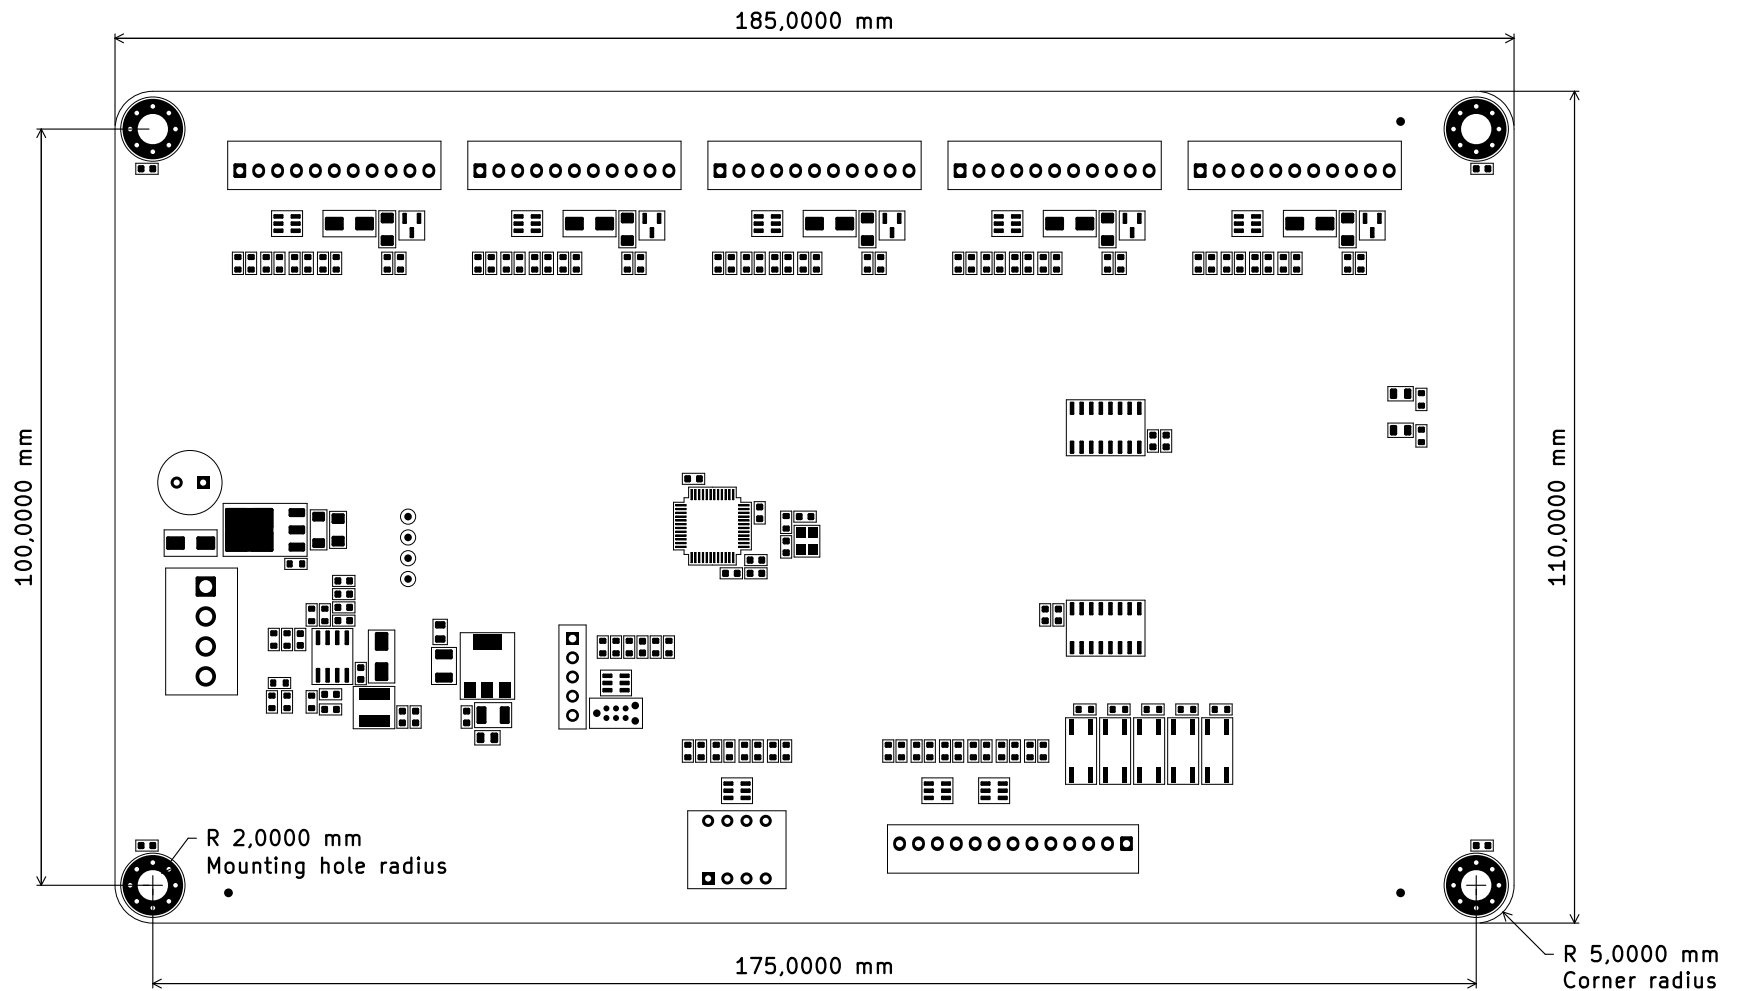 185,0000 mm
100,0000 mm
110,0000 mm
R 2,0000 mm
Mounting hole radius
175,0000 mm
R 5,0000 mm
Corner radius